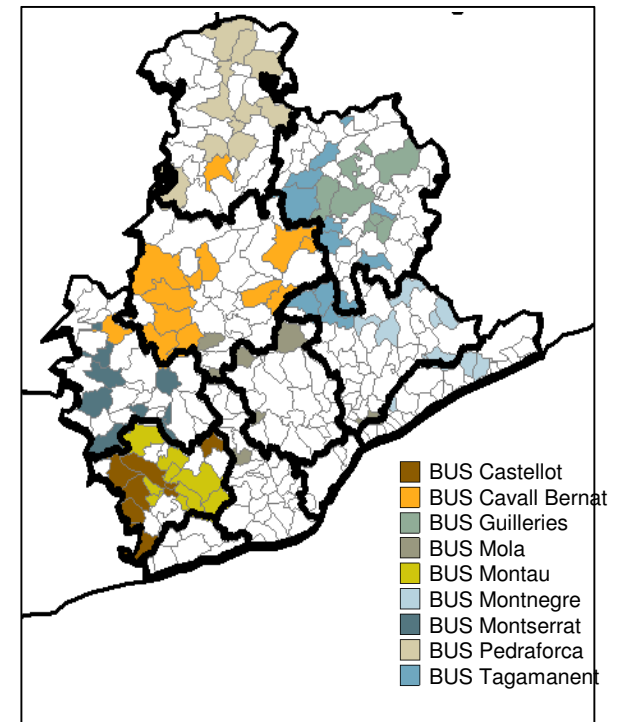 BUS Castellot
BUS Cavall Bernat
BUS Guilleries
BUS Mola
BUS Montau
BUS Montnegre
BUS Montserrat
BUS Pedraforca
BUS Tagamanent